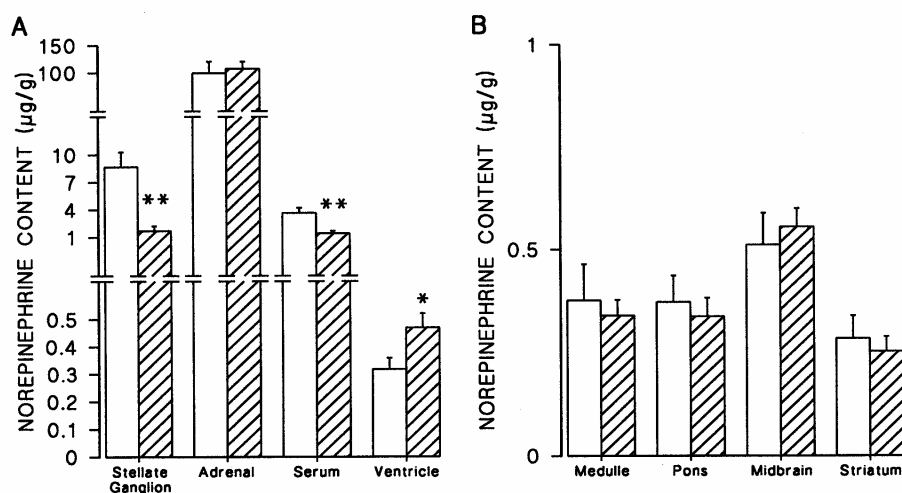 A
NOREPINEPHRINE CONTENT (µg/g)
150
100
10
7
4
1
0.5
0.4
0.3
0.2
0.1
0
**
**
*
Stellate
Ganglion
Adrenal
Serum
Ventricle
B
NOREPINEPHRINE CONTENT (µg/g)
1
0.5
0
Medulle
Pons
Midbrain
Striatum